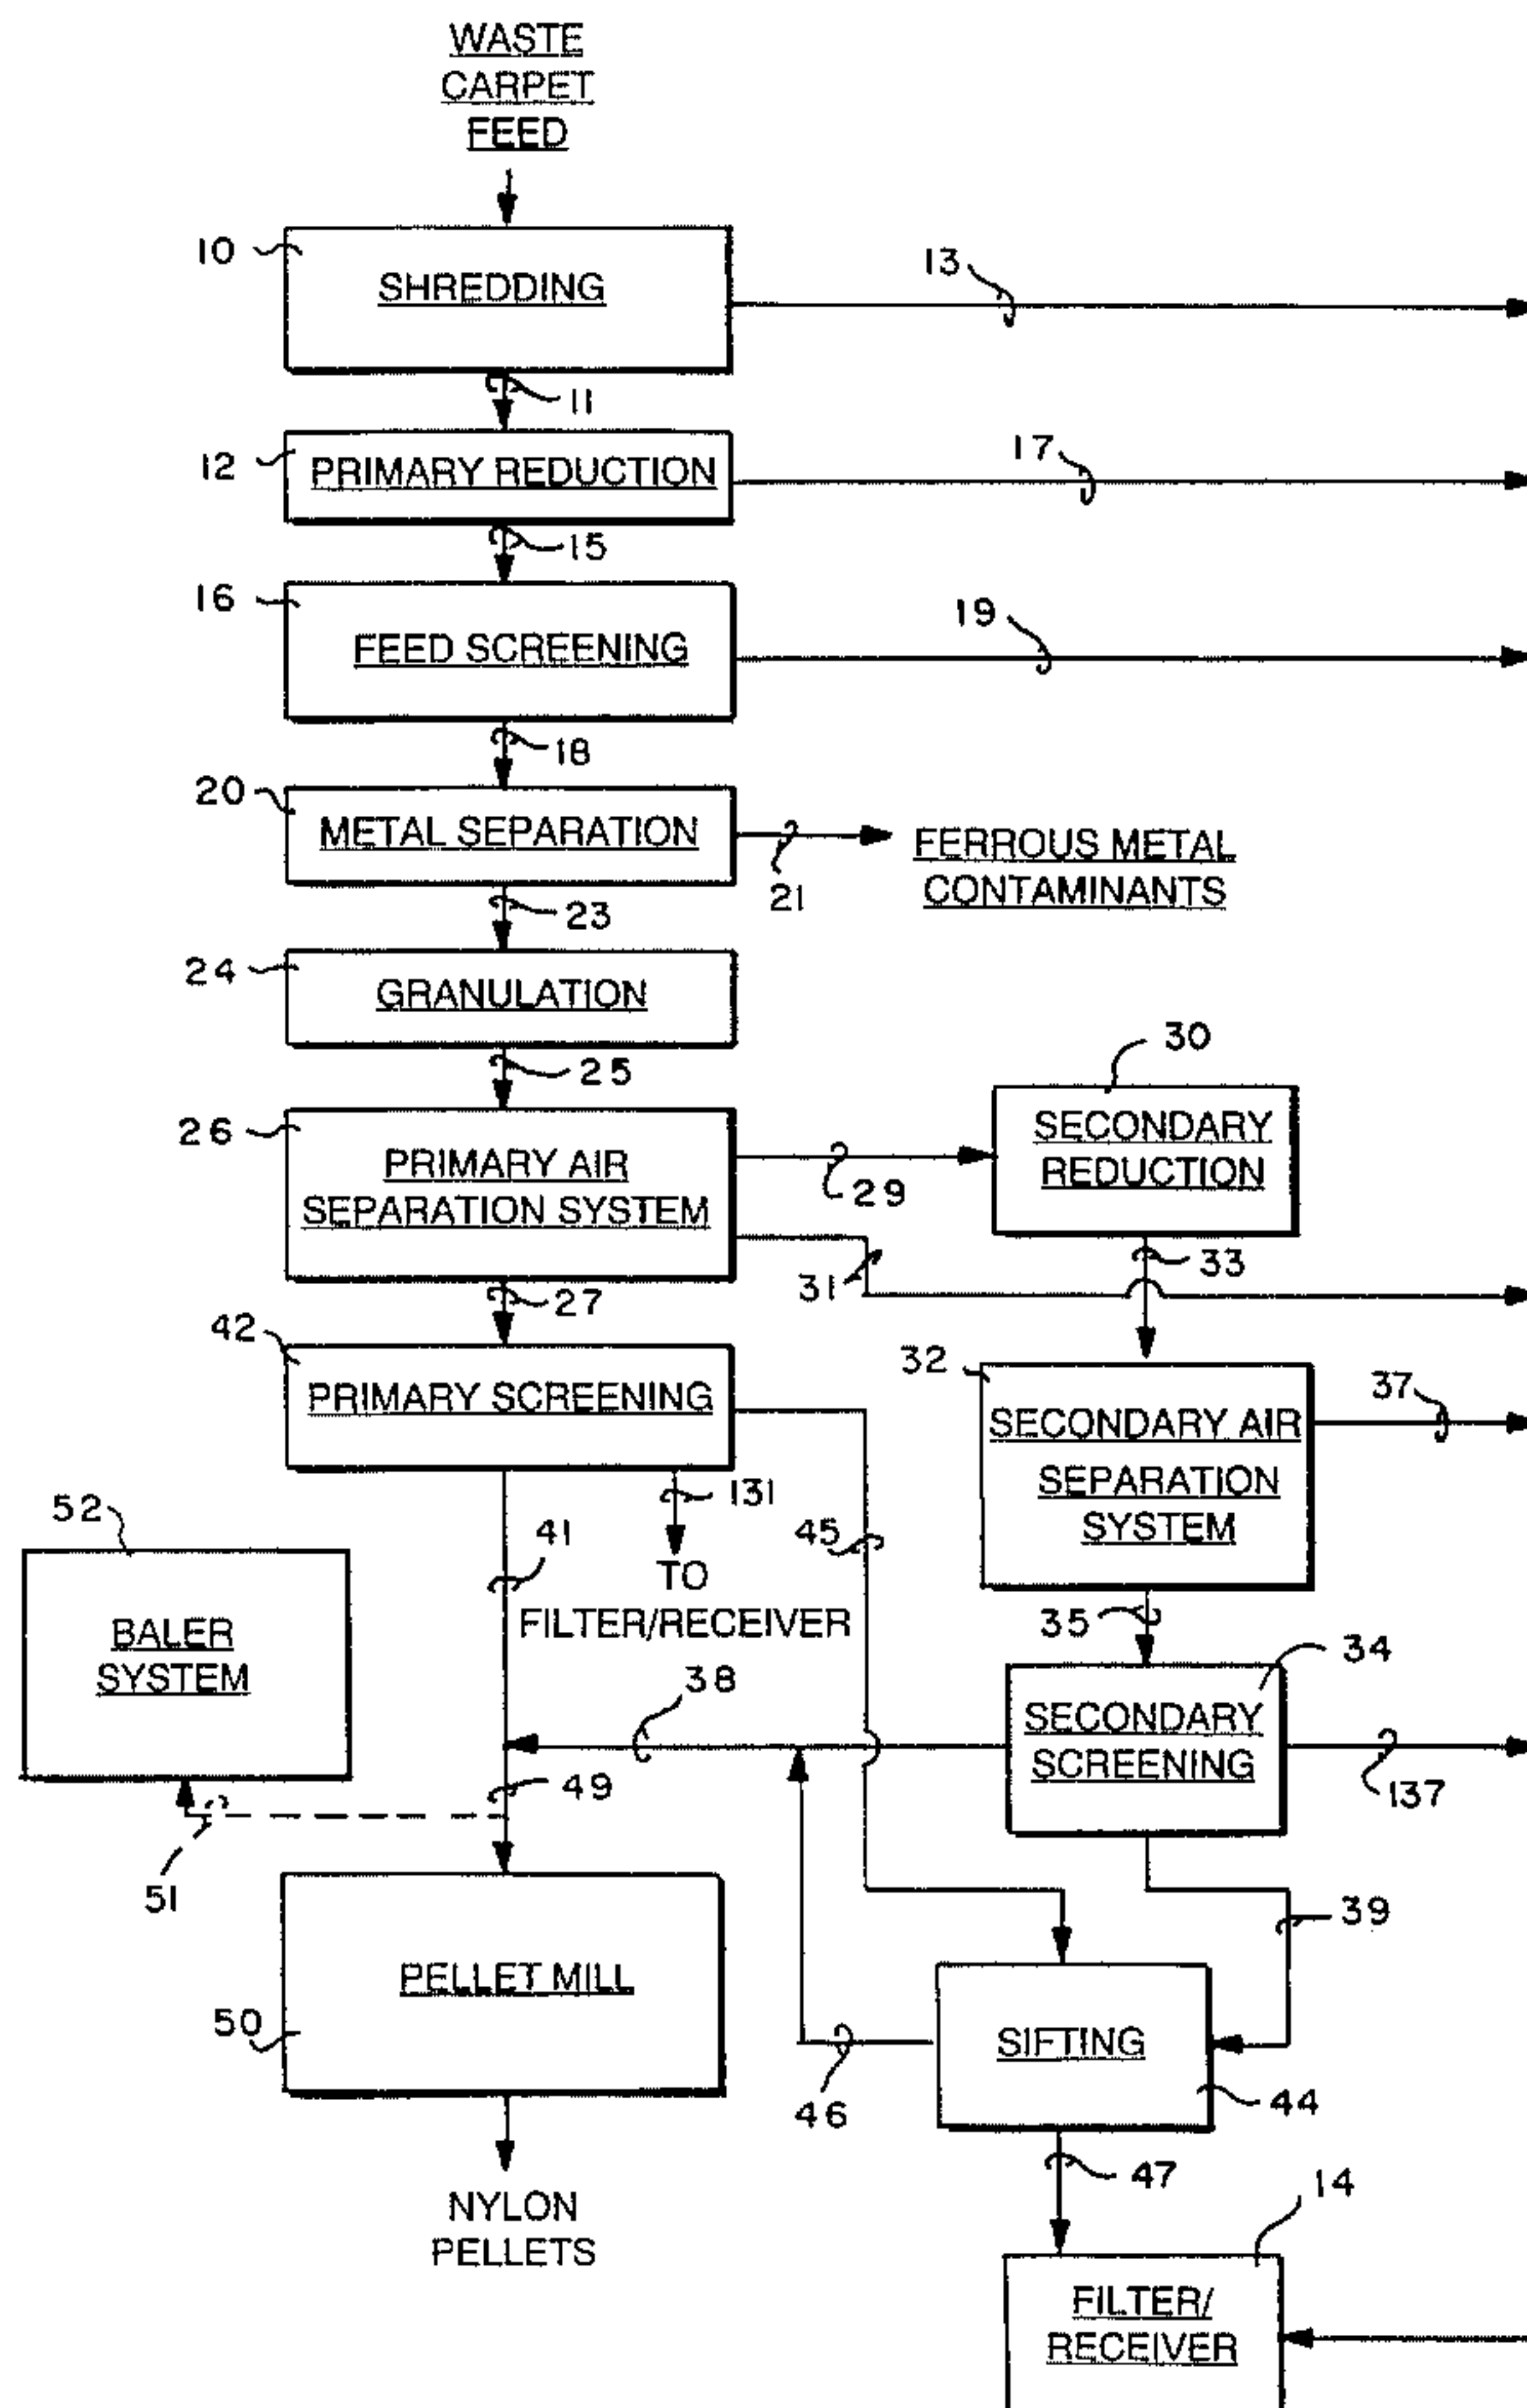 WASTE
CARPET
FEED
10
SHREDDING
13
11
12
PRIMARY REDUCTION
17
15
16
FEED SCREENING
19
18
20
METAL SEPARATION
21
FERROUS METAL
CONTAMINANTS
23
24
GRANULATION
25
30
SECONDARY
REDUCTION
26
PRIMARY AIR
SEPARATION SYSTEM
29
31
33
27
42
PRIMARY SCREENING
32
SECONDARY AIR
SEPARATION
SYSTEM
37
131
TO
FILTER/RECEIVER
45
41
52
BALER
SYSTEM
35
34
38
SECONDARY
SCREENING
137
49
51
39
PELLET MILL
50
SIFTING
46
44
47
NYLON
PELLETS
14
FILTER/
RECEIVER